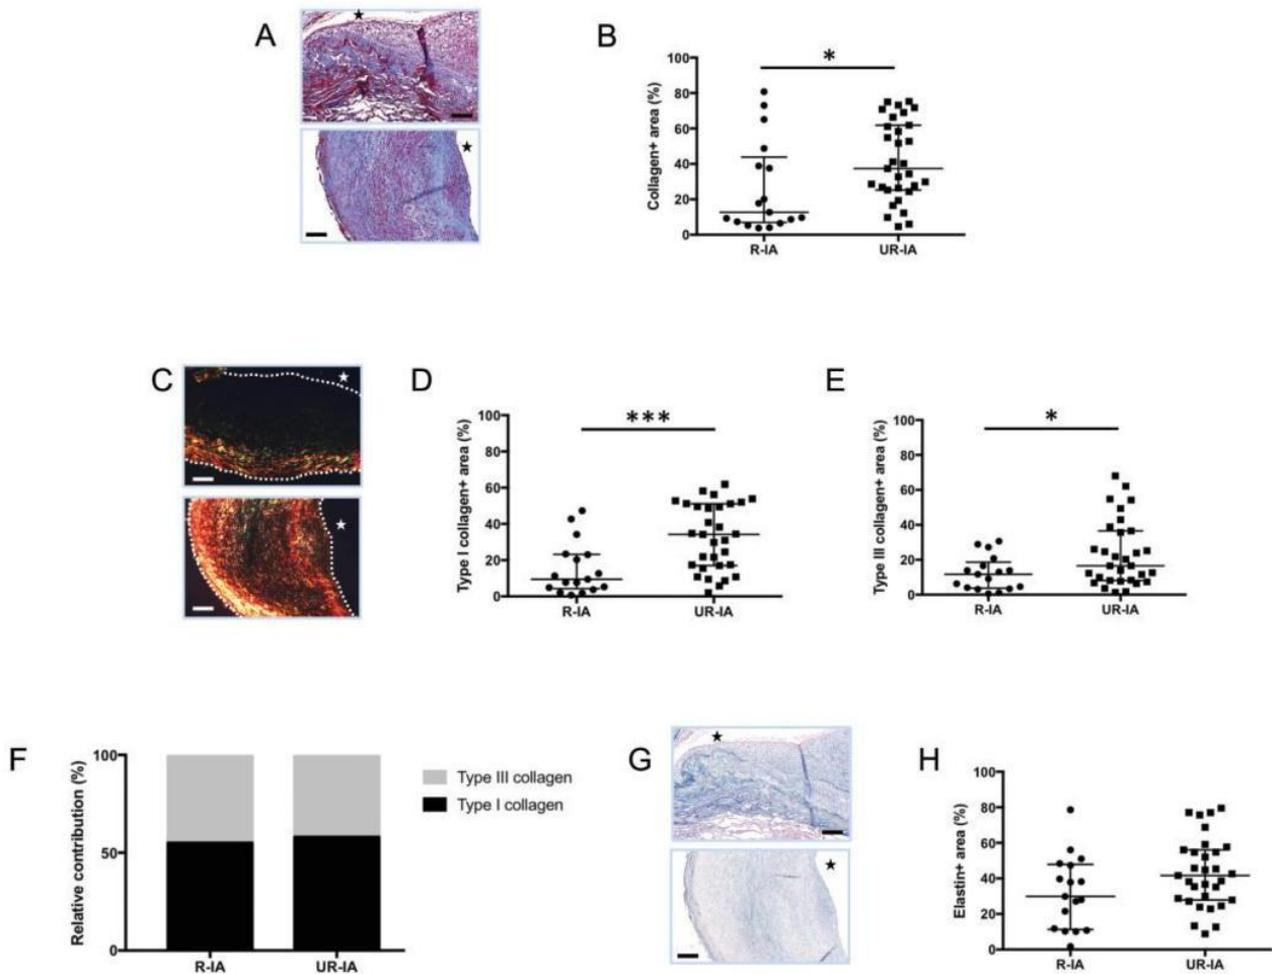 A
B
*
Collagen+ area (%)
100
80
60
40
20
0
R-IA
UR-IA
C
D
***
Type I collagen+ area (%)
100
80
60
40
20
0
R-IA
UR-IA
E
*
Type III collagen+ area (%)
100
80
60
40
20
0
R-IA
UR-IA
F
Relative contribution (%)
100
50
0
R-IA
UR-IA
Type III collagen
Type I collagen
G
H
Elastin+ area (%)
100
80
60
40
20
0
R-IA
UR-IA